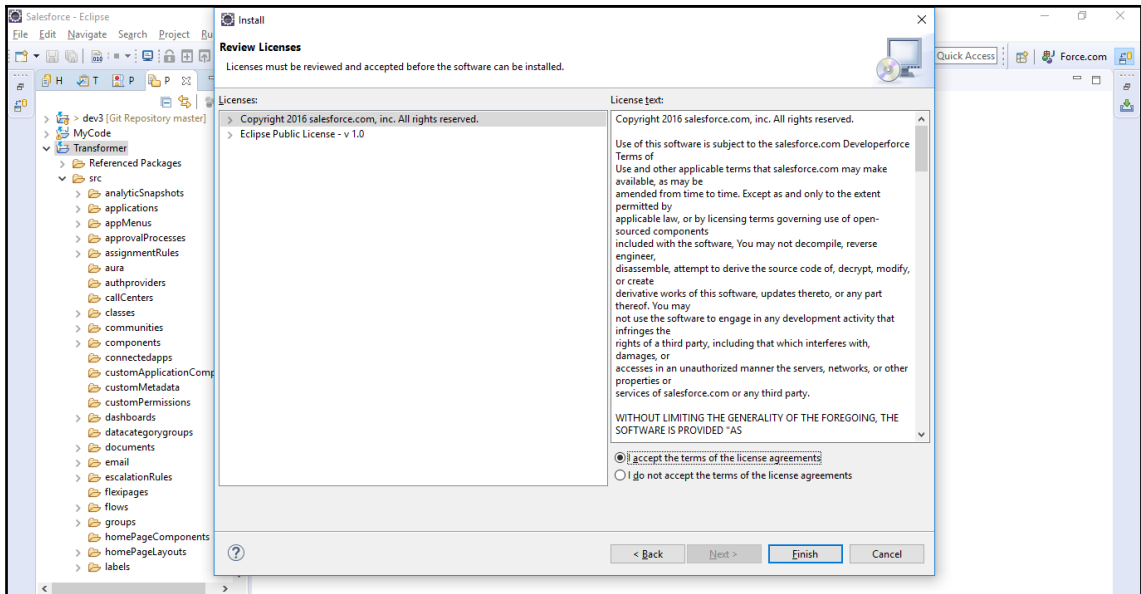 Salesforce - Eclipse
File Edit Navigate Search Project Ru
Quick Access
Force.com
H T P P
> dev3 [Git Repository master]
MyCode
Transformer
Referenced Packages
src
analyticSnapshots
applications
appMenus
approvalProcesses
assignmentRules
aura
authproviders
callCenters
classes
communities
components
connectedapps
customApplicationComp
customMetadata
customPermissions
dashboards
datacategorygroups
documents
email
escalationRules
flexipages
flows
groups
homePageComponents
homePageLayouts
labels
Install
Review Licenses
Licenses must be reviewed and accepted before the software can be installed.
Licenses:
Copyright 2016 salesforce.com, inc. All rights reserved.
Eclipse Public License - v 1.0
License text:
Copyright 2016 salesforce.com, inc. All rights reserved.
Use of this software is subject to the salesforce.com Developerforce
Terms of
Use and other applicable terms that salesforce.com may make
available, as may be
amended from time to time. Except as and only to the extent
permitted by
applicable law, or by licensing terms governing use of open-
sourced components
included with the software, You may not decompile, reverse
engineer,
disassemble, attempt to derive the source code of, decrypt, modify,
or create
derivative works of this software, updates thereto, or any part
thereof. You may
not use the software to engage in any development activity that
infringes the
rights of a third party, including that which interferes with,
damages, or
accesses in an unauthorized manner the servers, networks, or other
properties or
services of salesforce.com or any third party.
WITHOUT LIMITING THE GENERALITY OF THE FOREGOING, THE
SOFTWARE IS PROVIDED "AS
I accept the terms of the license agreements
I do not accept the terms of the license agreements
?
< Back
Next >
Finish
Cancel